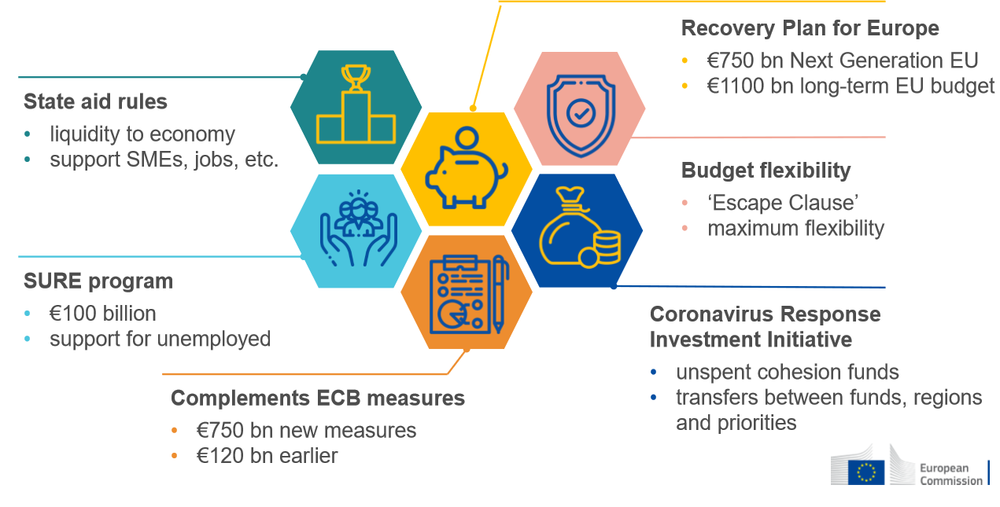 Recovery Plan for Europe
• €750 bn Next Generation EU
• €1100 bn long-term EU budget
State aid rules
• liquidity to economy
• support SMEs, jobs, etc.
Budget flexibility
• ‘Escape Clause’
• maximum flexibility
SURE program
• €100 billion
• support for unemployed
Coronavirus Response
Investment Initiative
• unspent cohesion funds
• transfers between funds, regions
and priorities
Complements ECB measures
• €750 bn new measures
• €120 bn earlier
European
Commission